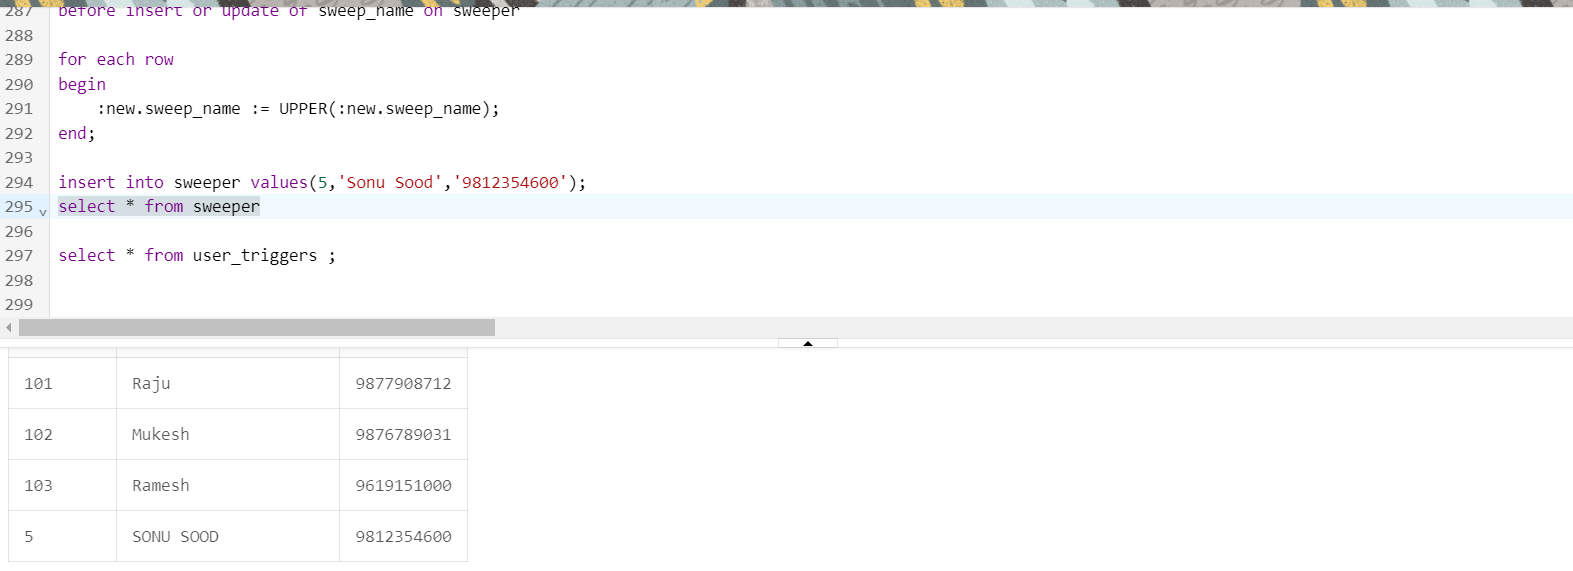 287 before insert or update of sweep_name on sweeper
288
289 for each row
290 begin
291     :new.sweep_name := UPPER(:new.sweep_name);
292 end;
293
294 insert into sweeper values(5,'Sonu Sood','9812354600');
295 select * from sweeper
296
297 select * from user_triggers ;
298
299
101 Raju 9877908712
102 Mukesh 9876789031
103 Ramesh 9619151000
5 SONU SOOD 9812354600